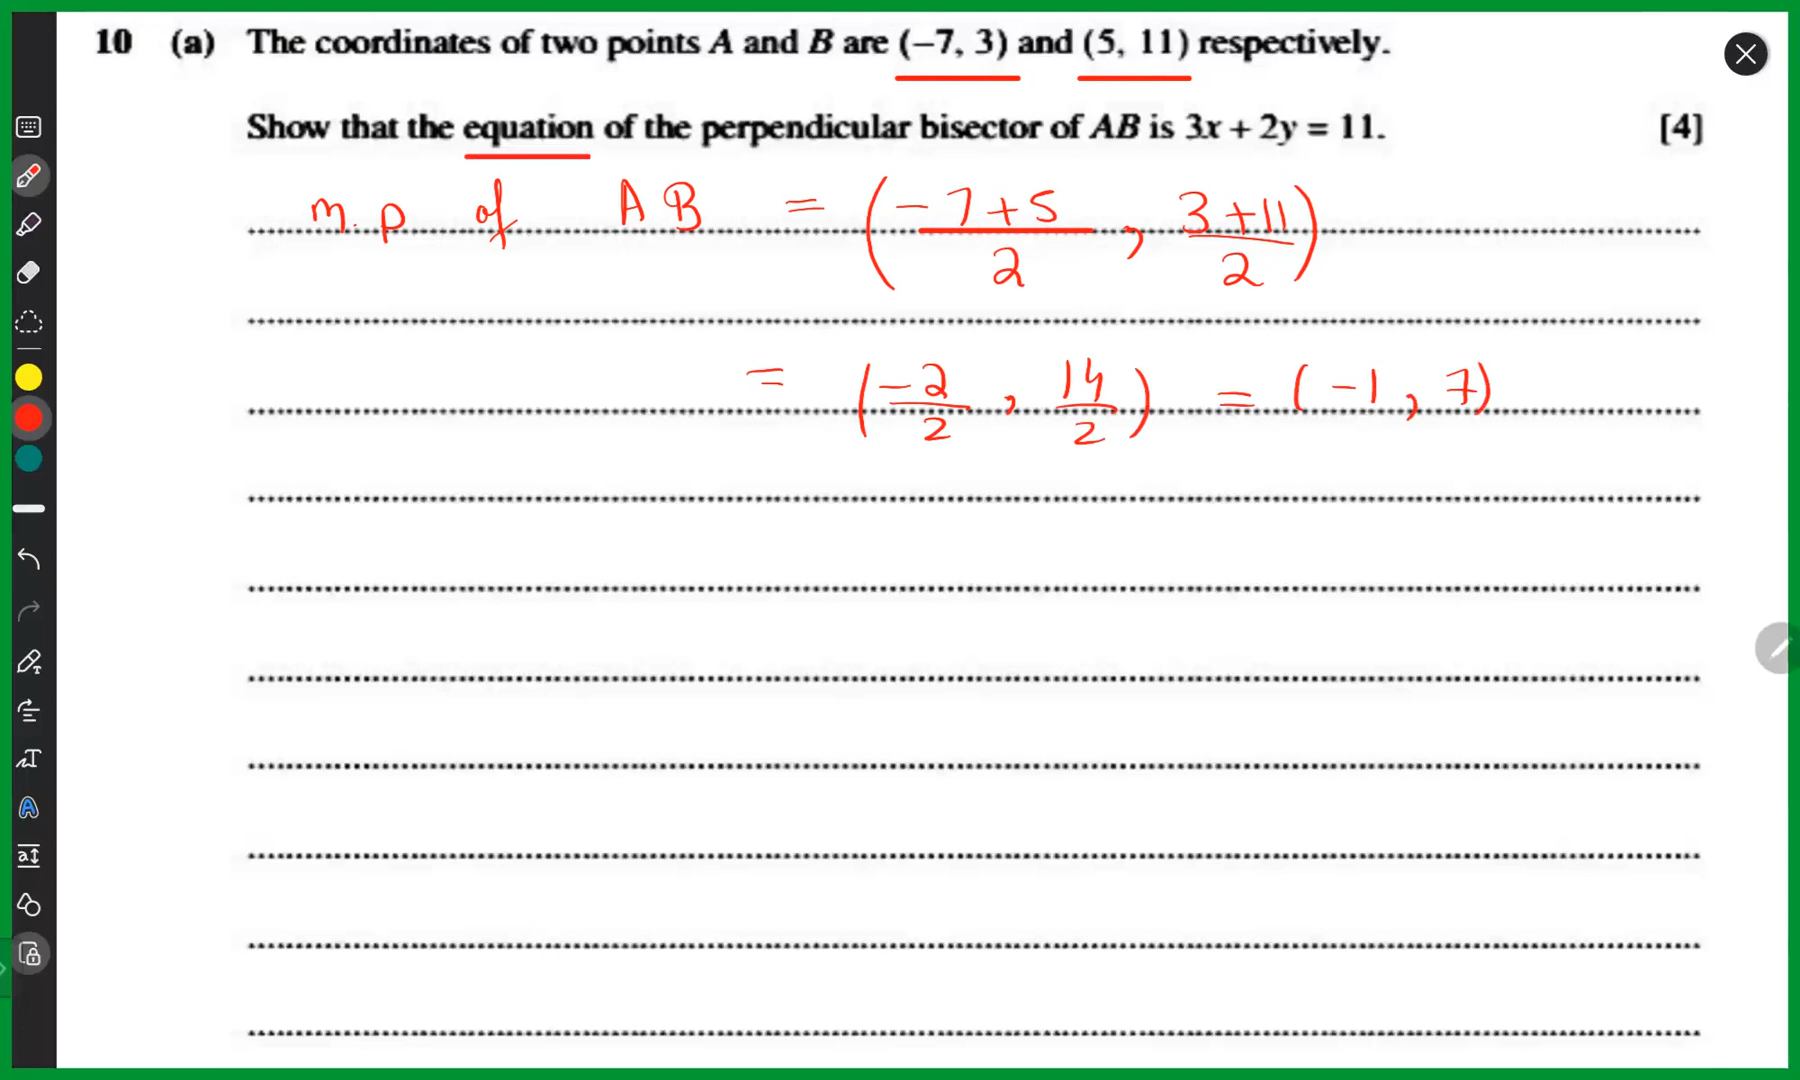 10 (a) The coordinates of two points A and B are (−7, 3) and (5, 11) respectively.
Show that the equation of the perpendicular bisector of AB is 3x + 2y = 11. [4]
m.p of AB = (-7+5/2, 3+11/2)
= (-2/2, 14/2) = (-1, 7)